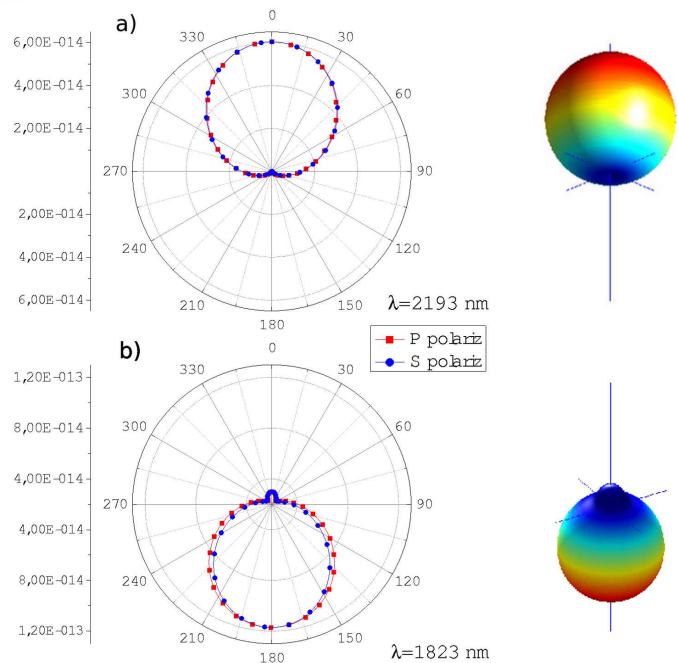 a)
0
30
60
90
120
150
180
210
240
270
300
330
6,00E-014
4,00E-014
2,00E-014
2,00E-014
4,00E-014
6,00E-014
λ=2193 nm
P polariz
S polariz
b)
0
30
60
90
120
150
180
210
240
270
300
330
1,20E-013
8,00E-014
4,00E-014
4,00E-014
8,00E-014
1,20E-013
λ=1823 nm